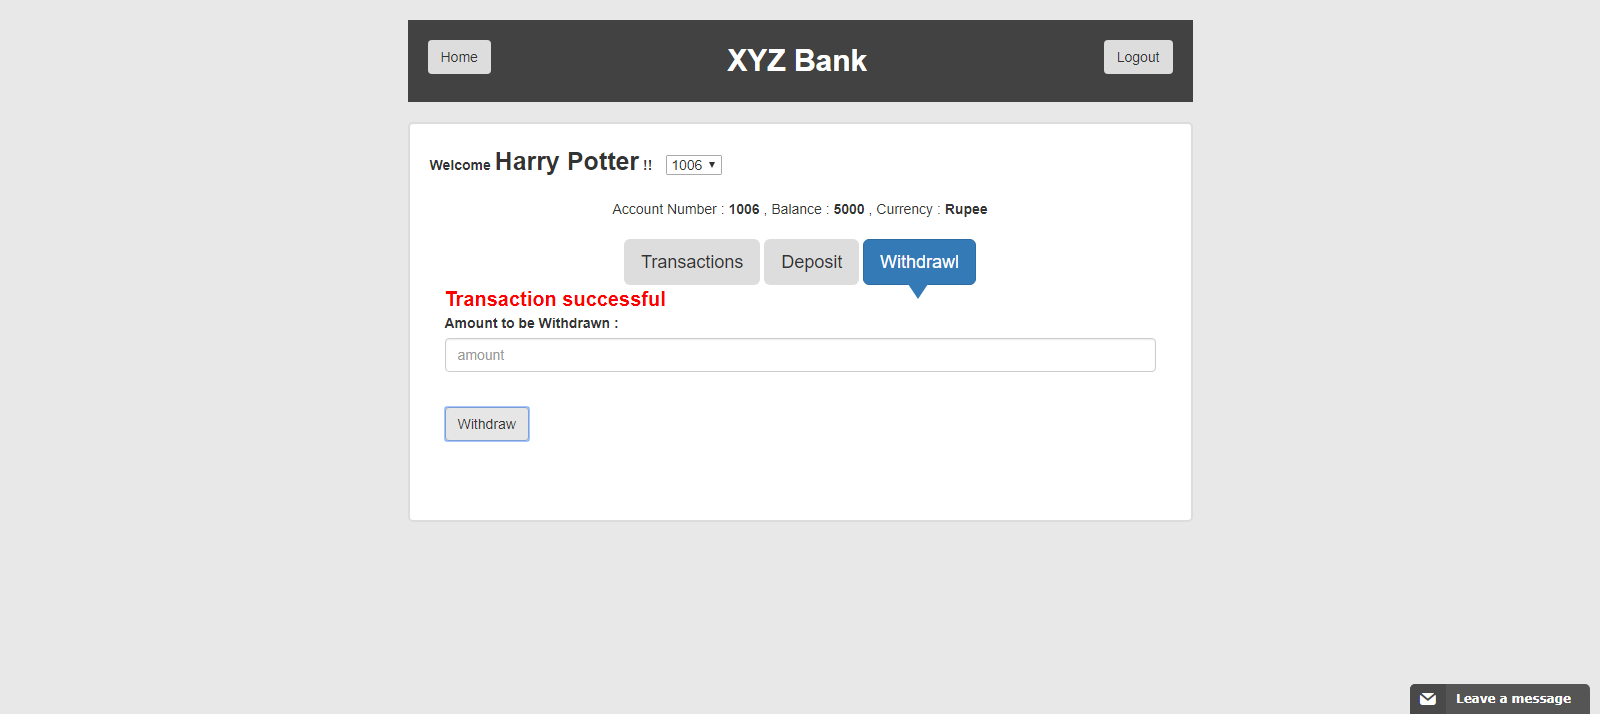 Home XYZ Bank Logout
Welcome Harry Potter !! 1006
Account Number : 1006 , Balance : 5000 , Currency : Rupee
Transactions Deposit Withdrawl
Transaction successful
Amount to be Withdrawn :
amount
Withdraw
Leave a message